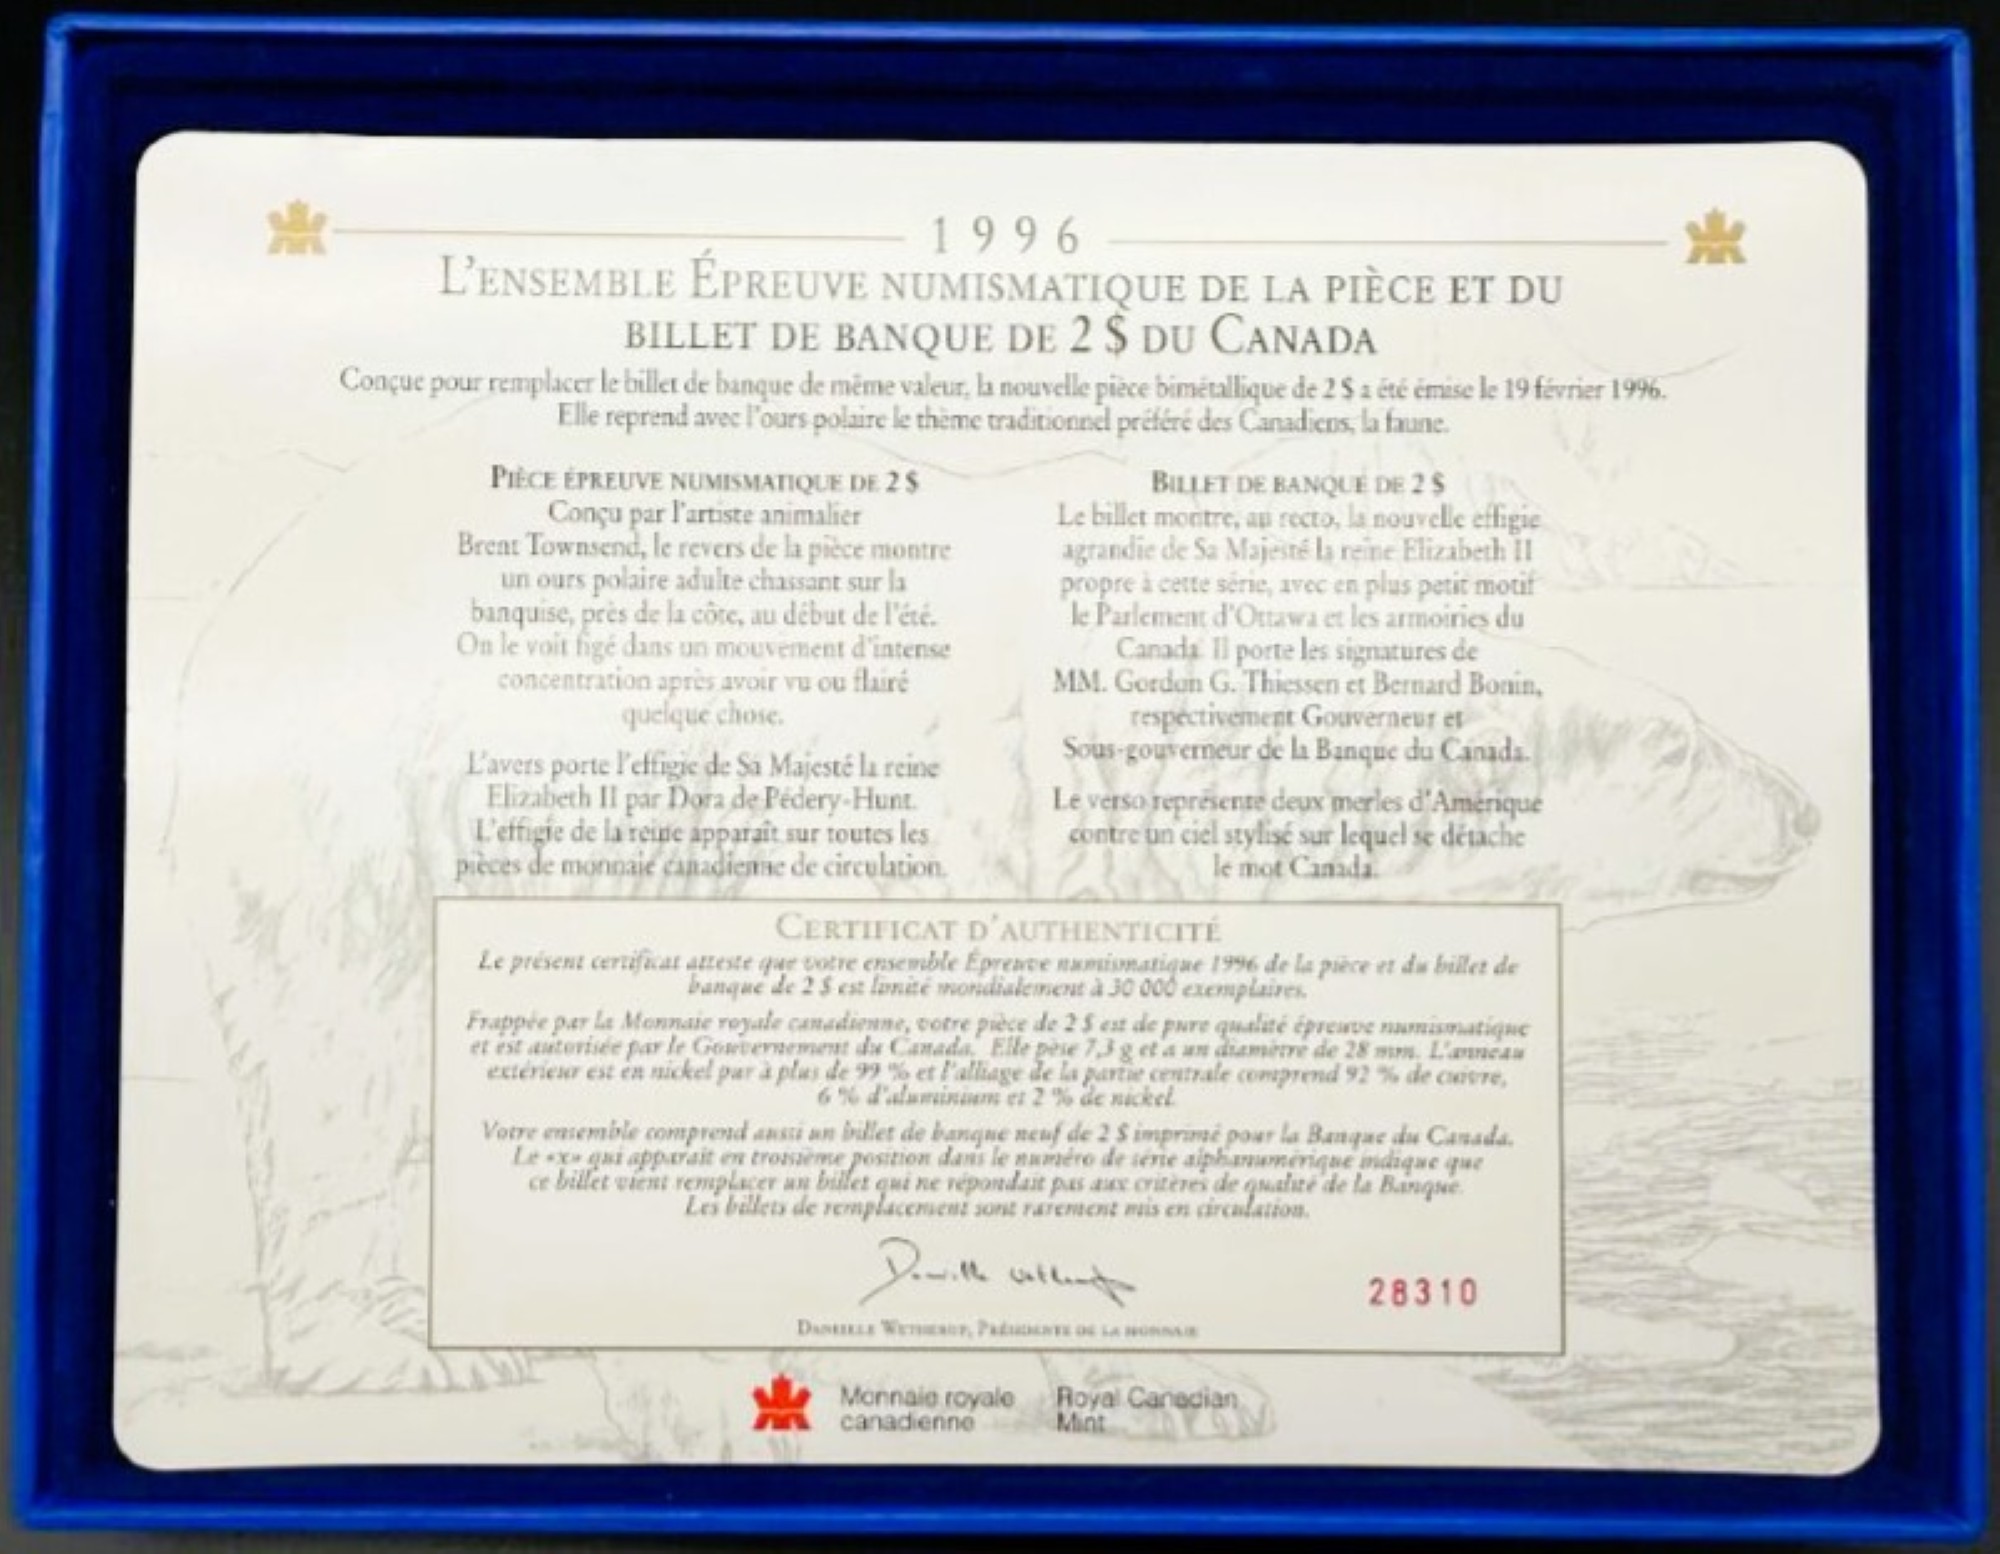 1996
L'ENSEMBLE ÉPREUVE NUMISMATIQUE DE LA PIÈCE ET DU
BILLET DE BANQUE DE 2 $ DU CANADA
Conçue pour remplacer le billet de banque de même valeur, la nouvelle pièce bimétallique de 2 $ a été émise le 19 février 1996.
Elle reprend avec l'ours polaire le thème traditionnel préféré des Canadiens, la faune.
PIÈCE ÉPREUVE NUMISMATIQUE DE 2 $
Conçu par l'artiste animalier
Brent Townsend, le revers de la pièce montre
un ours polaire adulte chassant sur la
banquise, près de la côte, au début de l'été.
On le voit figé dans un mouvement d'intense
concentration après avoir vu ou flairé
quelque chose.
L'avers porte l'effigie de Sa Majesté la reine
Elizabeth II par Dora de Pédery-Hunt.
L'effigie de la reine apparaît sur toutes les
pièces de monnaie canadienne de circulation.
BILLET DE BANQUE DE 2 $
Le billet montre, au recto, la nouvelle effigie
agrandie de Sa Majesté la reine Elizabeth II
propre à cette série, avec en plus petit motif
le Parlement d'Ottawa et les armoiries du
Canada. Il porte les signatures de
MM. Gordon G. Thiessen et Bernard Bonin,
respectivement Gouverneur et
Sous-gouverneur de la Banque du Canada.
Le verso représente deux merles d'Amérique
contre un ciel stylisé sur lequel se détache
le mot Canada.
CERTIFICAT D'AUTHENTICITÉ
Le présent certificat atteste que votre ensemble Épreuve numismatique 1996 de la pièce et du billet de
banque de 2 $ est limité mondialement à 30 000 exemplaires.
Frappée par la Monnaie royale canadienne, votre pièce de 2 $ est de pure qualité épreuve numismatique
et est autorisée par le Gouvernement du Canada. Elle pèse 7,3 g et a un diamètre de 28 mm. L'anneau
extérieur est en nickel pur à plus de 99 % et l'alliage de la partie centrale comprend 92 % de cuivre,
6 % d'aluminium et 2 % de nickel.
Votre ensemble comprend aussi un billet de banque neuf de 2 $ imprimé pour la Banque du Canada.
Le «x» qui apparaît en troisième position dans le numéro de série alphanumérique indique que
ce billet vient remplacer un billet qui ne répondait pas aux critères de qualité de la Banque.
Les billets de remplacement sont rarement mis en circulation.
28310
DANIELLE WETHERUP, PRÉSIDENTE DE LA MONNAIE
Monnaie royale
canadienne
Royal Canadian
Mint